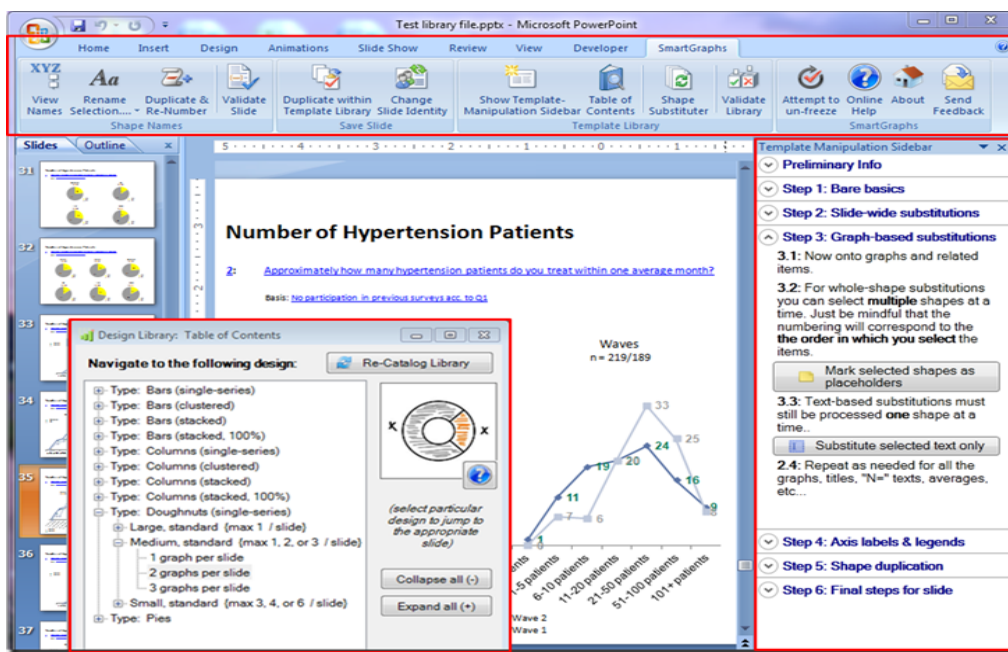 Test library file.pptx - Microsoft PowerPoint
Home Insert Design Animations Slide Show Review View Developer SmartGraphs
XYZ Aa
View Names
Rename Selection....
Duplicate & Re-Number
Validate Slide
Duplicate within Template Library
Change Slide Identity
Show Template-Manipulation Sidebar
Table of Contents
Shape Substituter
Validate Library
Attempt to un-freeze
Online Help
About
Send Feedback
Shape Names Save Slide Template Library SmartGraphs
Slides Outline x
5 4 3 2 1 0 1
Template Manipulation Sidebar
31
32
33
34
35
36
37
3
2
Number of Hypertension Patients
2: Approximately how many hypertension patients do you treat within one average month?
Basis: No participation in previous surveys acc. to Q1
Waves
n= 219/189
33
25
24
19
20
16
11
9
7
6
1
1-5 patients
6-10 patients
11-20 patients
21-50 patients
51-100 patients
101+ patients
Wave 2
Wave 1
Design Library: Table of Contents
Navigate to the following design:
Re-Catalog Library
Type: Bars (single-series)
Type: Bars (clustered)
Type: Bars (stacked)
Type: Bars (stacked, 100%)
Type: Columns (single-series)
Type: Columns (clustered)
Type: Columns (stacked)
Type: Columns (stacked, 100%)
Type: Doughnuts (single-series)
Large, standard {max 1 / slide}
Medium, standard {max 1, 2, or 3 / slide}
1 graph per slide
2 graphs per slide
3 graphs per slide
Small, standard {max 3, 4, or 6 / slide}
Type: Pies
X X
(select particular
design to jump to
the appropriate
slide)
Collapse all (-)
Expand all (+)
Preliminary Info
Step 1: Bare basics
Step 2: Slide-wide substitutions
Step 3: Graph-based substitutions
3.1: Now onto graphs and related
items.
3.2: For whole-shape substitutions
you can select multiple shapes at a
time. Just be mindful that the
numbering will correspond to the
the order in which you select the
items.
Mark selected shapes as
placeholders
3.3: Text-based substitutions must
still be processed one shape at a
time..
Substitute selected text only
2.4: Repeat as needed for all the
graphs, titles, "N=" texts, averages,
etc...
Step 4: Axis labels & legends
Step 5: Shape duplication
Step 6: Final steps for slide